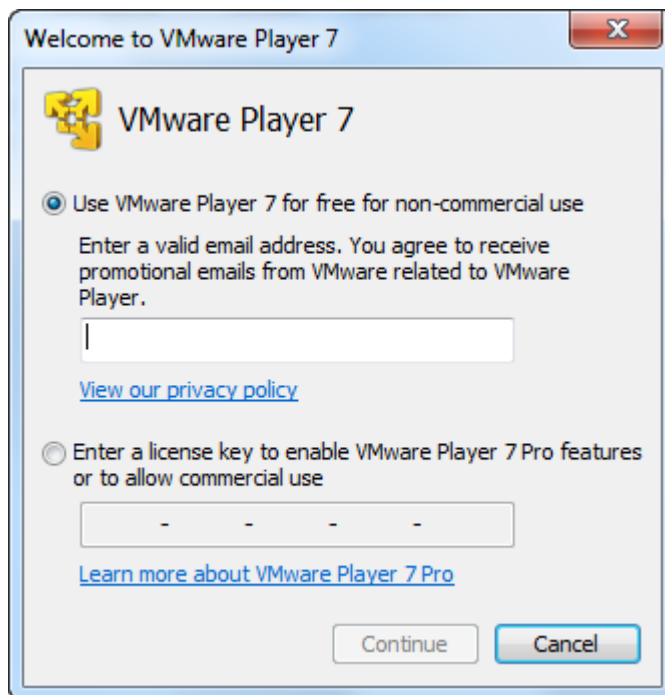 Welcome to VMware Player 7
VMware Player 7
Use VMware Player 7 for free for non-commercial use
Enter a valid email address. You agree to receive
promotional emails from VMware related to VMware
Player.
View our privacy policy
Enter a license key to enable VMware Player 7 Pro features
or to allow commercial use
- - - -
Learn more about VMware Player 7 Pro
Continue Cancel